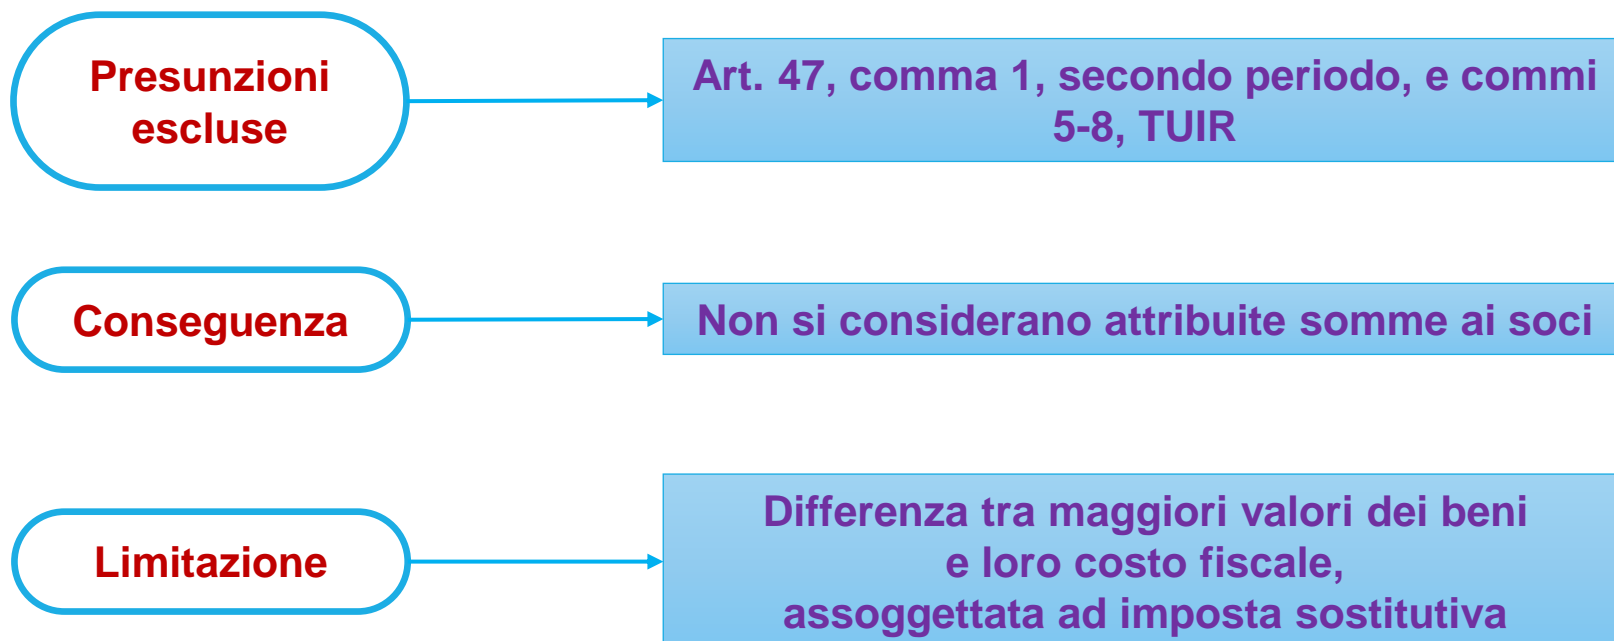 Presunzioni
escluse
Art. 47, comma 1, secondo periodo, e commi
5-8, TUIR
Conseguenza
Non si considerano attribuite somme ai soci
Limitazione
Differenza tra maggiori valori dei beni
e loro costo fiscale,
assoggettata ad imposta sostitutiva